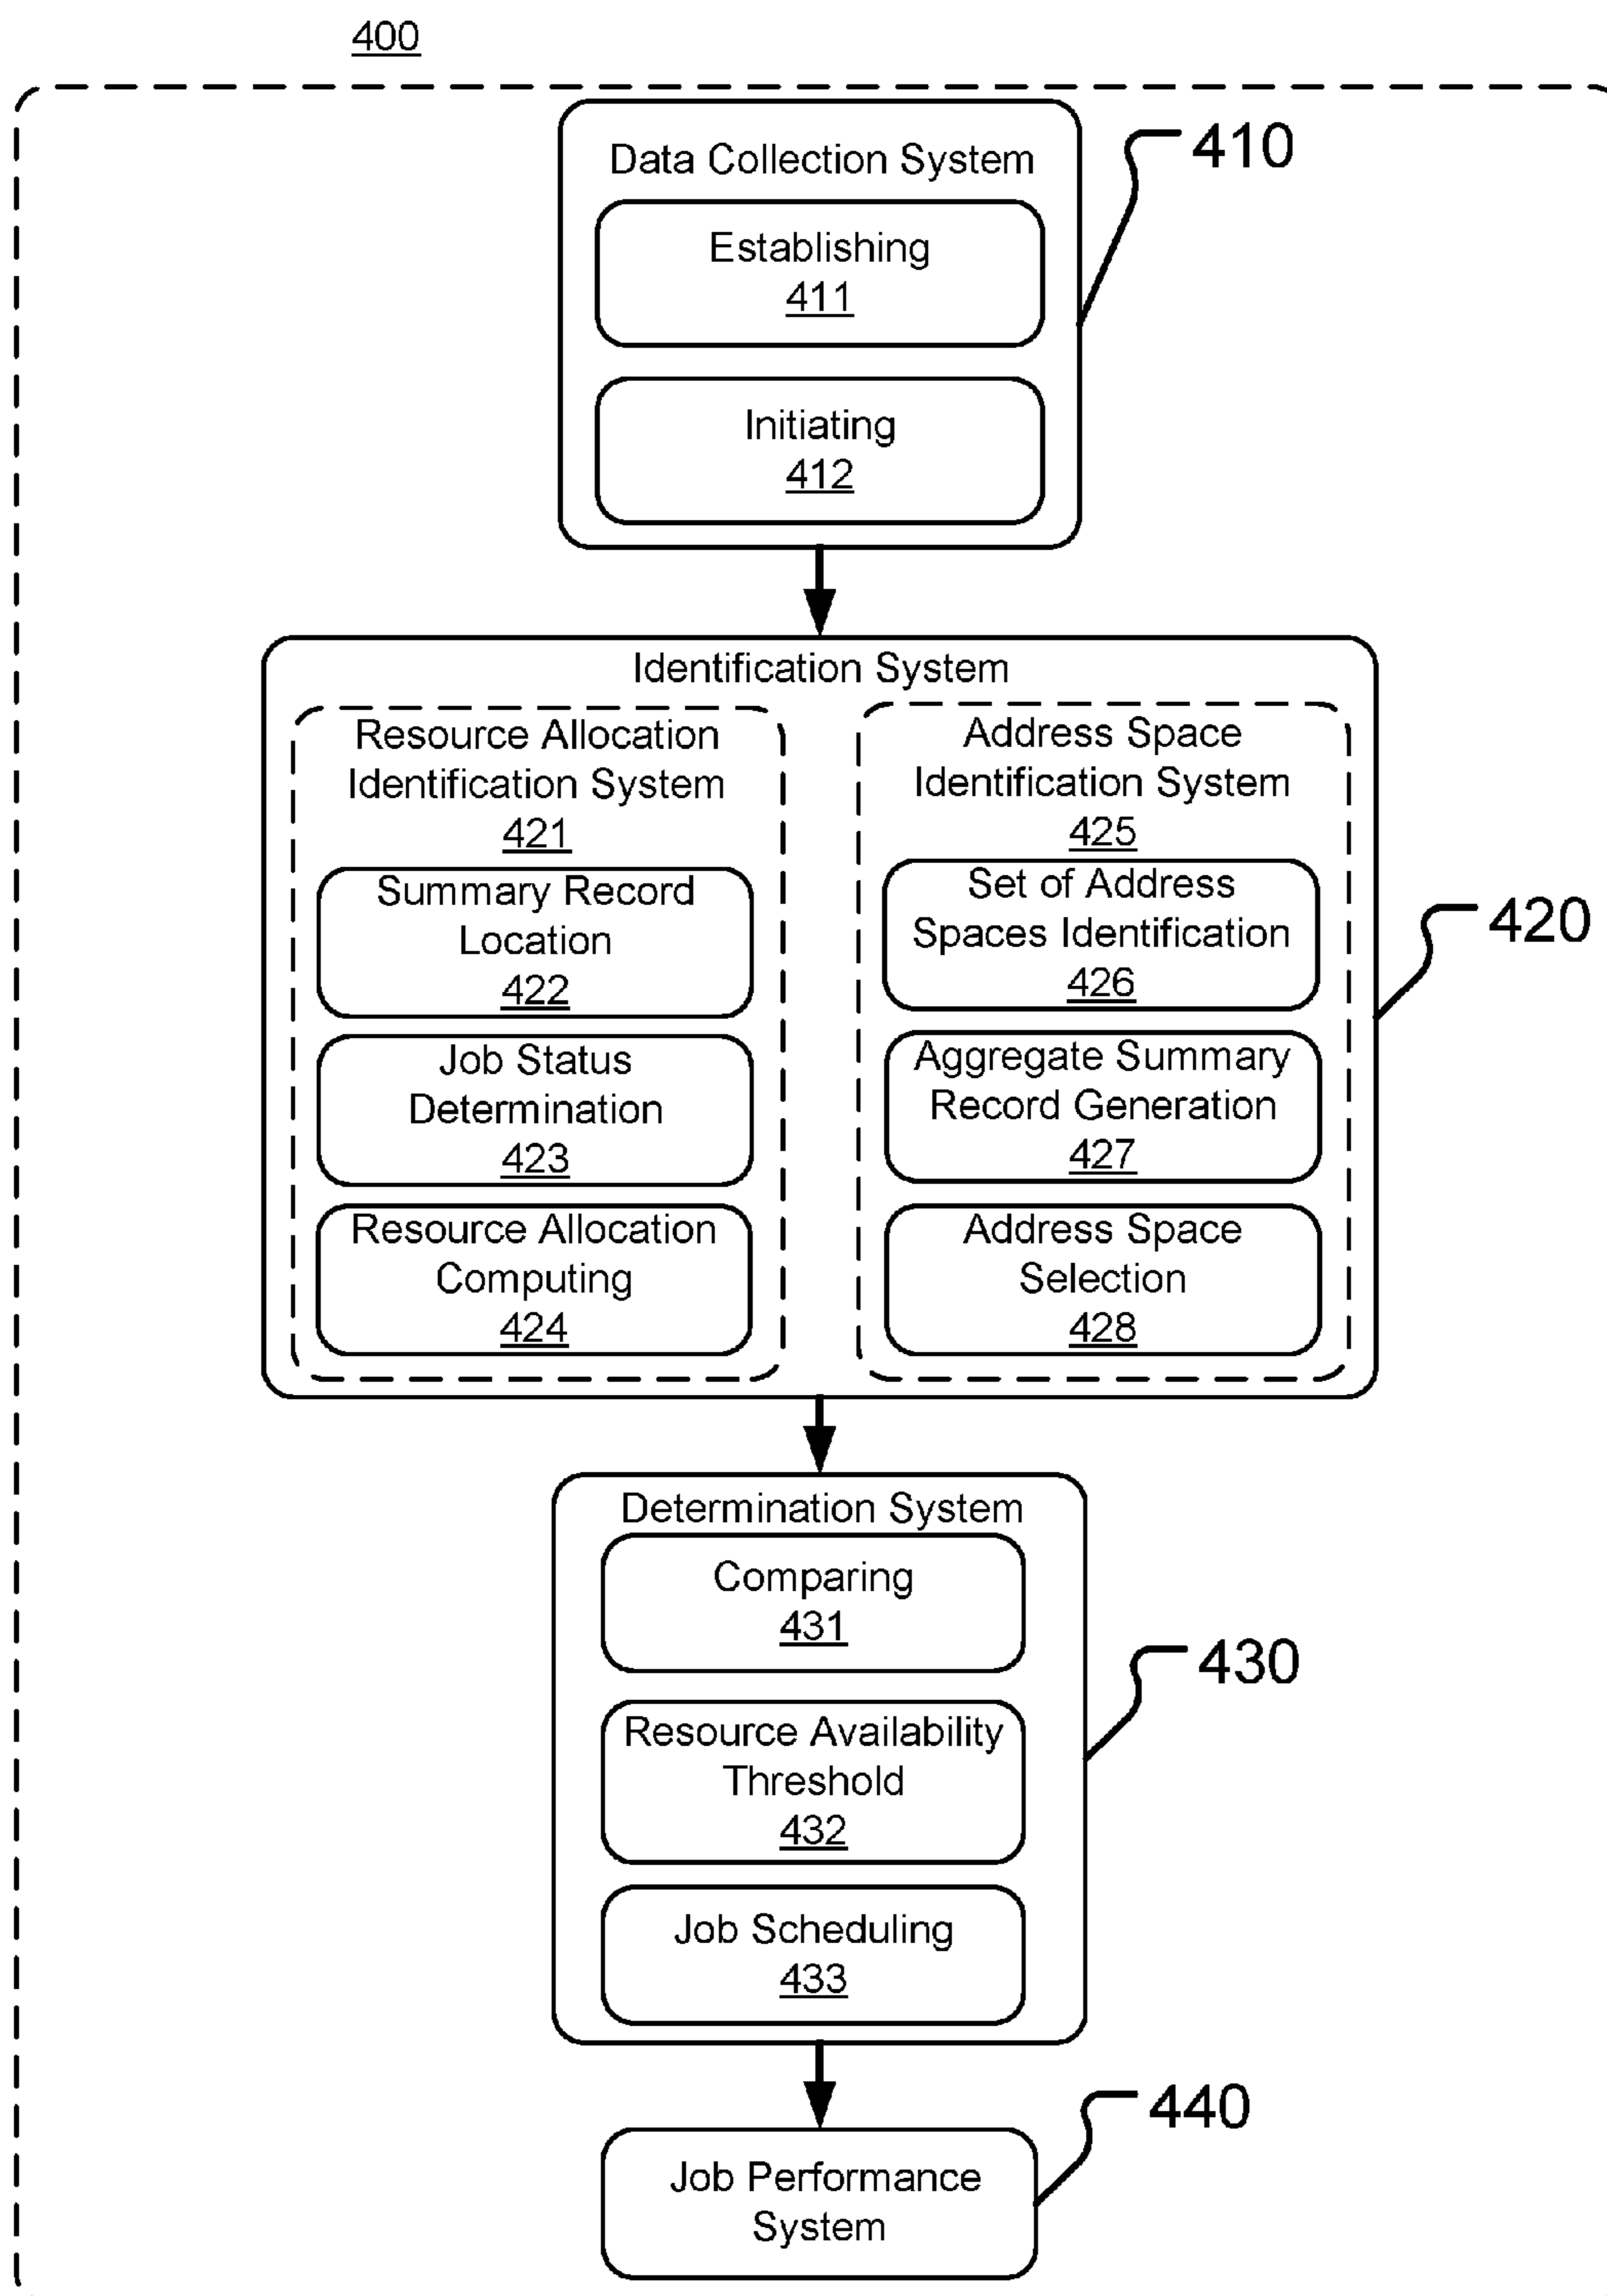 400
Data Collection System
410
Establishing
411
Initiating
412
Identification System
Resource Allocation
Identification System
421
Summary Record
Location
422
Job Status
Determination
423
Resource Allocation
Computing
424
Address Space
Identification System
425
Set of Address
Spaces Identification
426
Aggregate Summary
Record Generation
427
Address Space
Selection
428
420
Determination System
Comparing
431
Resource Availability
Threshold
432
Job Scheduling
433
430
Job Performance
System
440